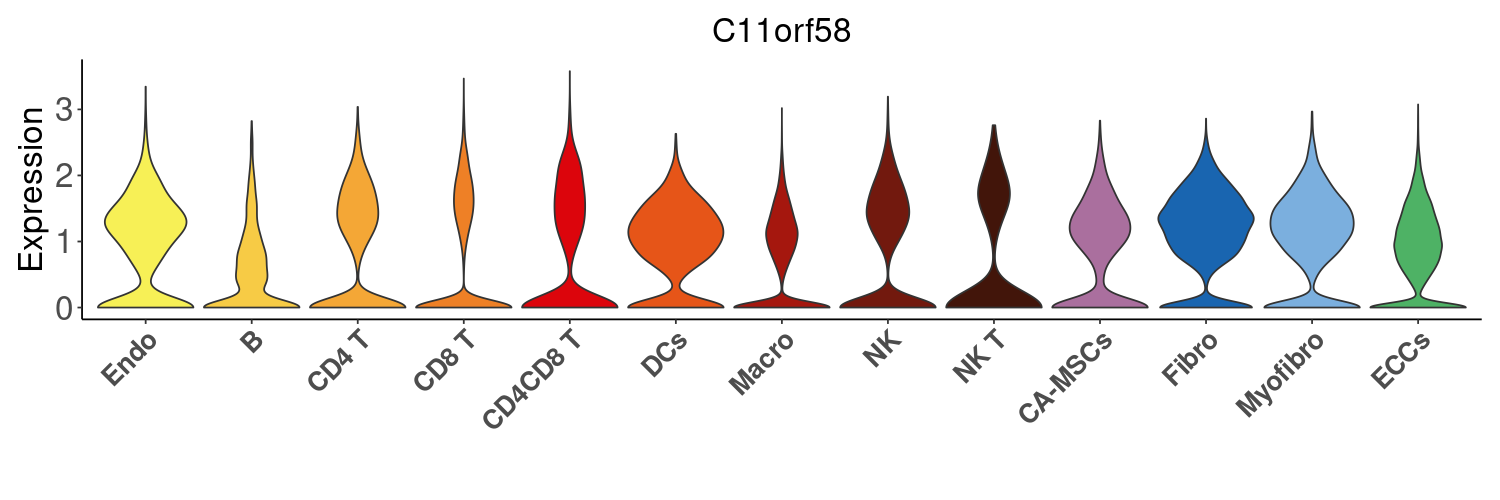 C11orf58
Expression
3
2
1
0
Endo
B
CD4 T
CD8 T
CD4CD8 T
DCs
Macro
NK
NK T
CA-MSCs
Fibro
Myofibro
ECCs